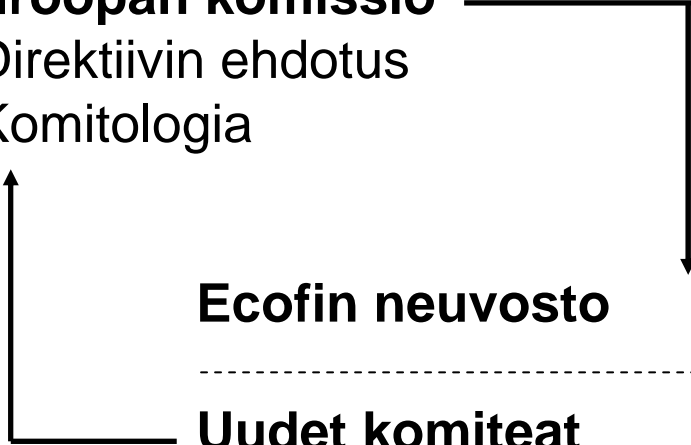 uroopan komissio
Direktiivin ehdotus
Komitologia
Ecofin neuvosto
Uudet komiteat